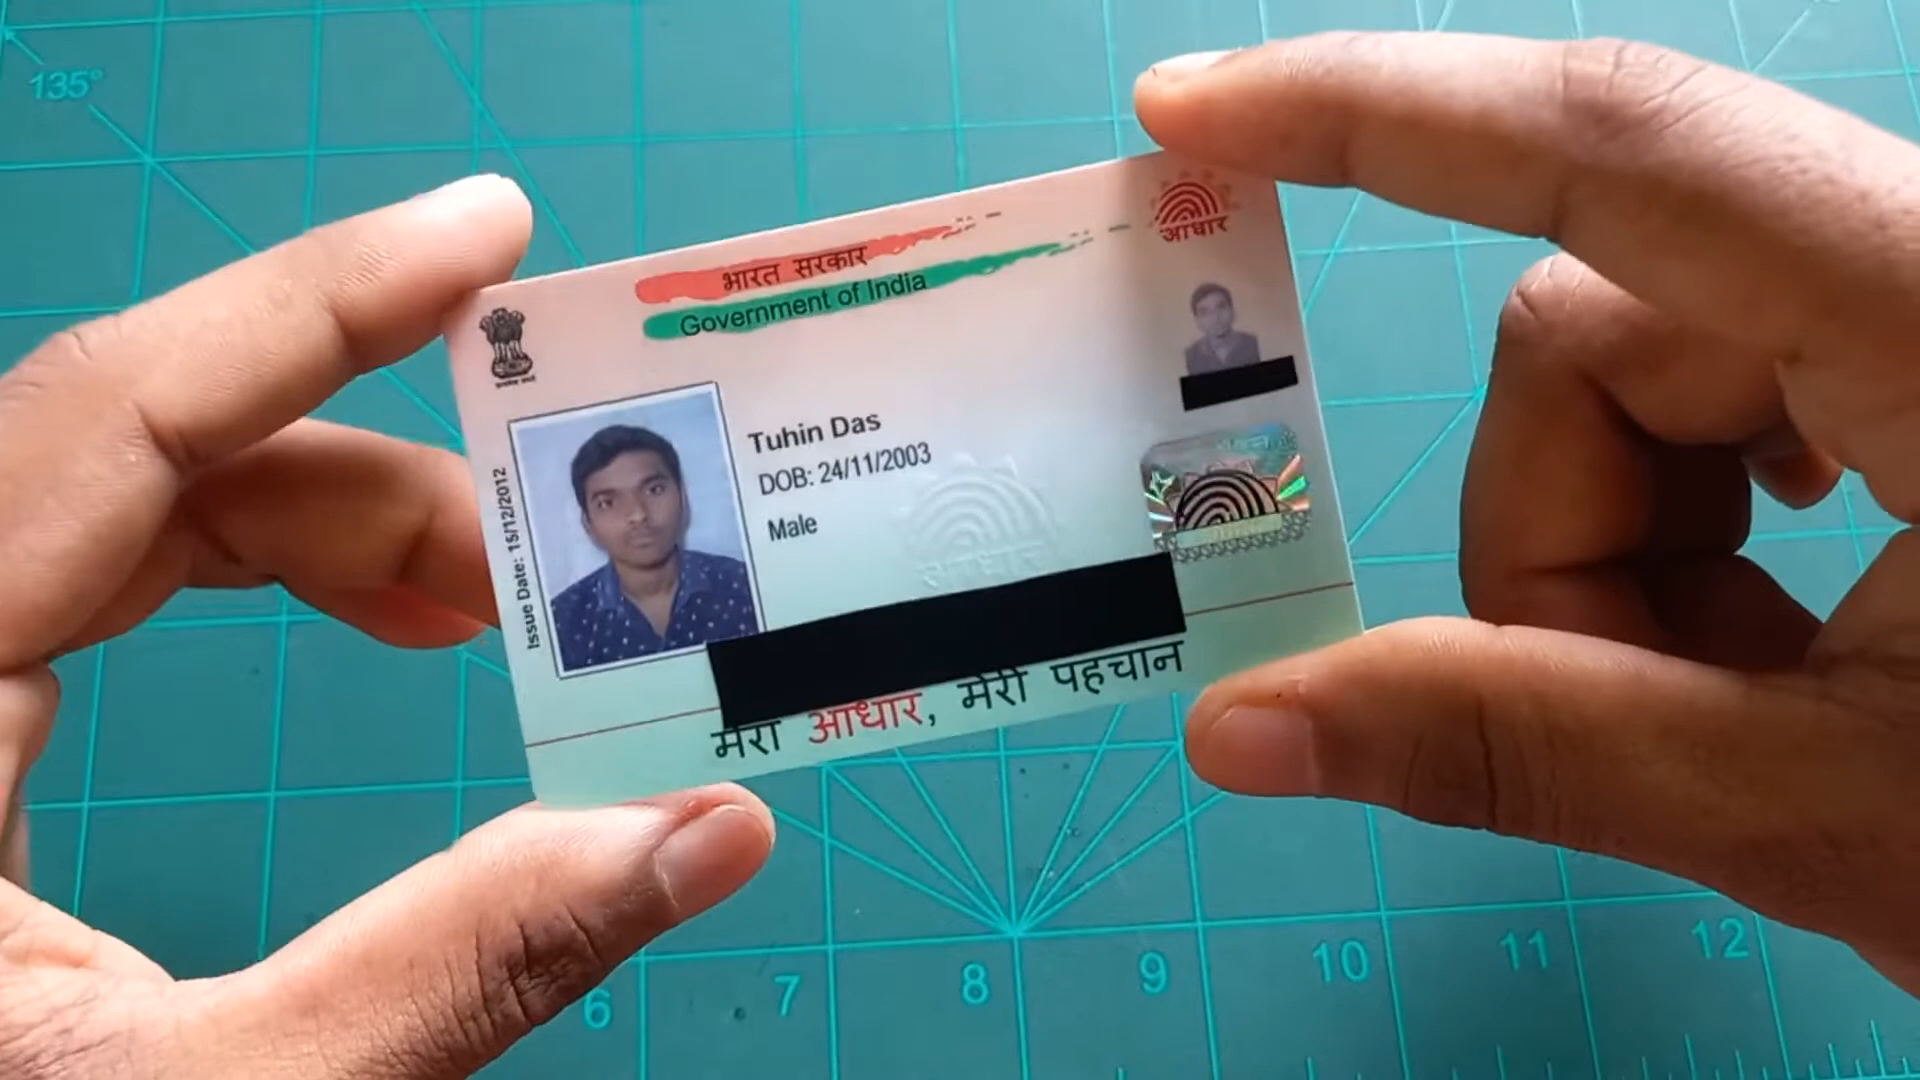 135°
भारत सरकार
Government of India
आधार
Tuhin Das
DOB: 24/11/2003
Male
Issue Date: 15/12/2012
आधार
मेरा आधार, मेरी पहचान
6 7 8 9 10 11 12